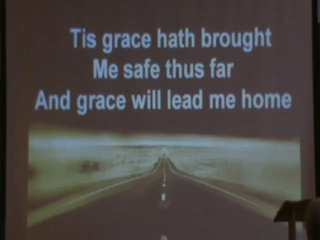 Tis grace hath brought
Me safe thus far
And grace will lead me home